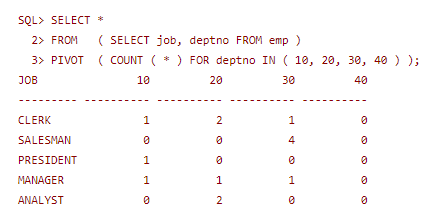 SQL> SELECT *
2> FROM ( SELECT job, deptno FROM emp )
3> PIVOT ( COUNT ( * ) FOR deptno IN ( 10, 20, 30, 40 ) );
JOB 10 20 30 40
--------- ---------- ---------- ---------- ----------
CLERK 1 2 1 0
SALESMAN 0 0 4 0
PRESIDENT 1 0 0 0
MANAGER 1 1 1 0
ANALYST 0 2 0 0